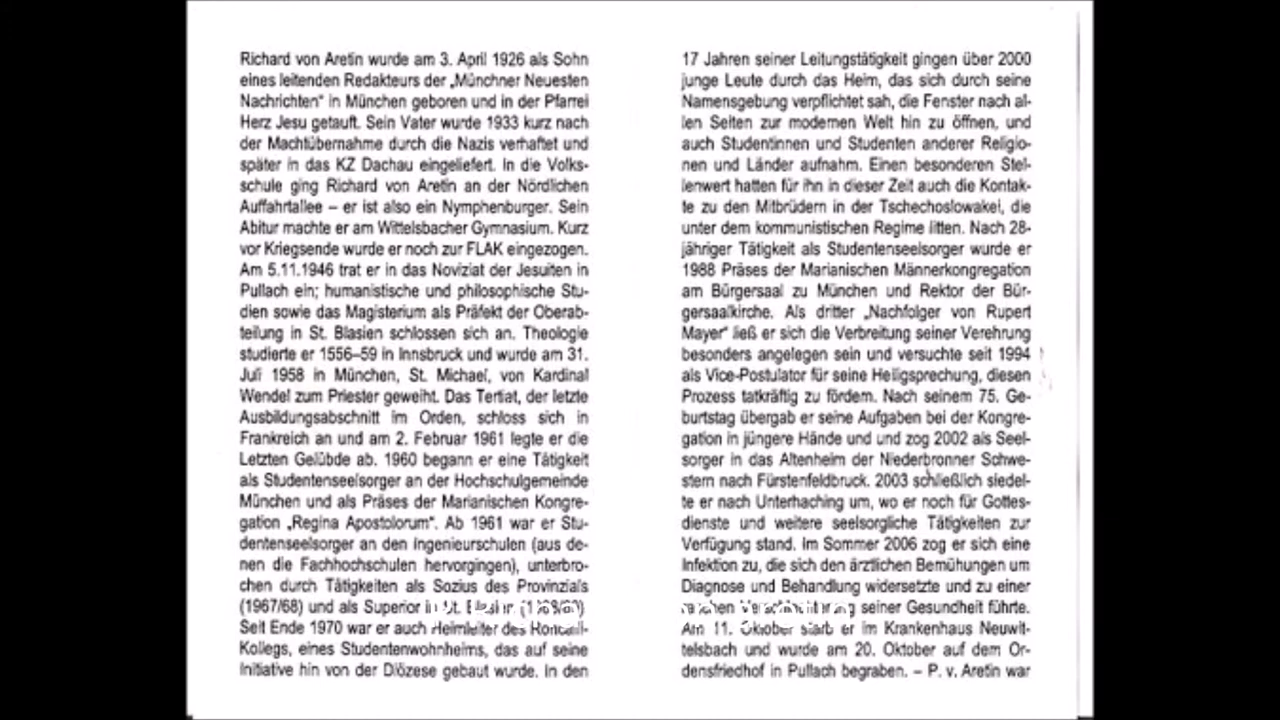 Richard von Aretin wurde am 3. April 1926 als Sohn
eines leitenden Redakteurs der „Münchner Neuesten
Nachrichten“ in München geboren und in der Pfarrei
Herz Jesu getauft. Sein Vater wurde 1933 kurz nach
der Machtübernahme durch die Nazis verhaftet und
später in das KZ Dachau eingeliefert. In die Volks-
schule ging Richard von Aretin an der Nördlichen
Auffahrtallee – er ist also ein Nymphenburger. Sein
Abitur machte er am Wittelsbacher Gymnasium. Kurz
vor Kriegsende wurde er noch zur FLAK eingezogen.
Am 5.11.1946 trat er in das Noviziat der Jesuiten in
Pullach ein; humanistische und philosophische Stu-
dien sowie das Magisterium als Präfekt der Oberab-
teilung in St. Blasien schlossen sich an. Theologie
studierte er 1556–59 in Innsbruck und wurde am 31.
Juli 1958 in München, St. Michael, von Kardinal
Wendel zum Priester geweiht. Das Tertiat, der letzte
Ausbildungsabschnitt im Orden, schloss sich in
Frankreich an und am 2. Februar 1961 legte er die
Letzten Gelübde ab. 1960 begann er eine Tätigkeit
als Studentenseelsorger an der Hochschulgemeinde
München und als Präses der Marianischen Kongre-
gation „Regina Apostolorum“. Ab 1961 war er Stu-
dentenseelsorger an den Ingenieurschulen (aus de-
nen die Fachhochschulen hervorgingen), unterbro-
chen durch Tätigkeiten als Sozius des Provinzials
(1967/68) und als Superior in St.
Seit Ende 1970 war er auch Heimleiter des Roncalli-
Kollegs, eines Studentenwohnheims, das auf seine
Initiative hin von der Diözese gebaut wurde. In den
17 Jahren seiner Leitungstätigkeit gingen über 2000
junge Leute durch das Heim, das sich durch seine
Namensgebung verpflichtet sah, die Fenster nach al-
len Seiten zur modernen Welt hin zu öffnen, und
auch Studentinnen und Studenten anderer Religio-
nen und Länder aufnahm. Einen besonderen Stel-
lenwert hatten für ihn in dieser Zeit auch die Kontak-
te zu den Mitbrüdern in der Tschechoslowakei, die
unter dem kommunistischen Regime litten. Nach 28-
jähriger Tätigkeit als Studentenseelsorger wurde er
1988 Präses der Marianischen Männerkongregation
am Bürgersaal zu München und Rektor der Bür-
gersaalkirche. Als dritter „Nachfolger von Rupert
Mayer“ ließ er sich die Verbreitung seiner Verehrung
besonders angelegen sein und versuchte seit 1994
als Vice-Postulator für seine Heiligsprechung, diesen
Prozess tatkräftig zu fördern. Nach seinem 75. Ge-
burtstag übergab er seine Aufgaben bei der Kongre-
gation in jüngere Hände und und zog 2002 als Seel-
sorger in das Altenheim der Niederbronner Schwe-
stern nach Fürstenfeldbruck. 2003 schließlich siedel-
te er nach Unterhaching um, wo er noch für Gottes-
dienste und weitere seelsorgliche Tätigkeiten zur
Verfügung stand. Im Sommer 2006 zog er sich eine
Infektion zu, die sich den ärztlichen Bemühungen um
Diagnose und Behandlung widersetzte und zu einer
seiner Gesundheit führte.
Am 11. Oktober starb er im Krankenhaus Neuwit-
telsbach und wurde am 20. Oktober auf dem Or-
densfriedhof in Pullach begraben. – P. v. Aretin war